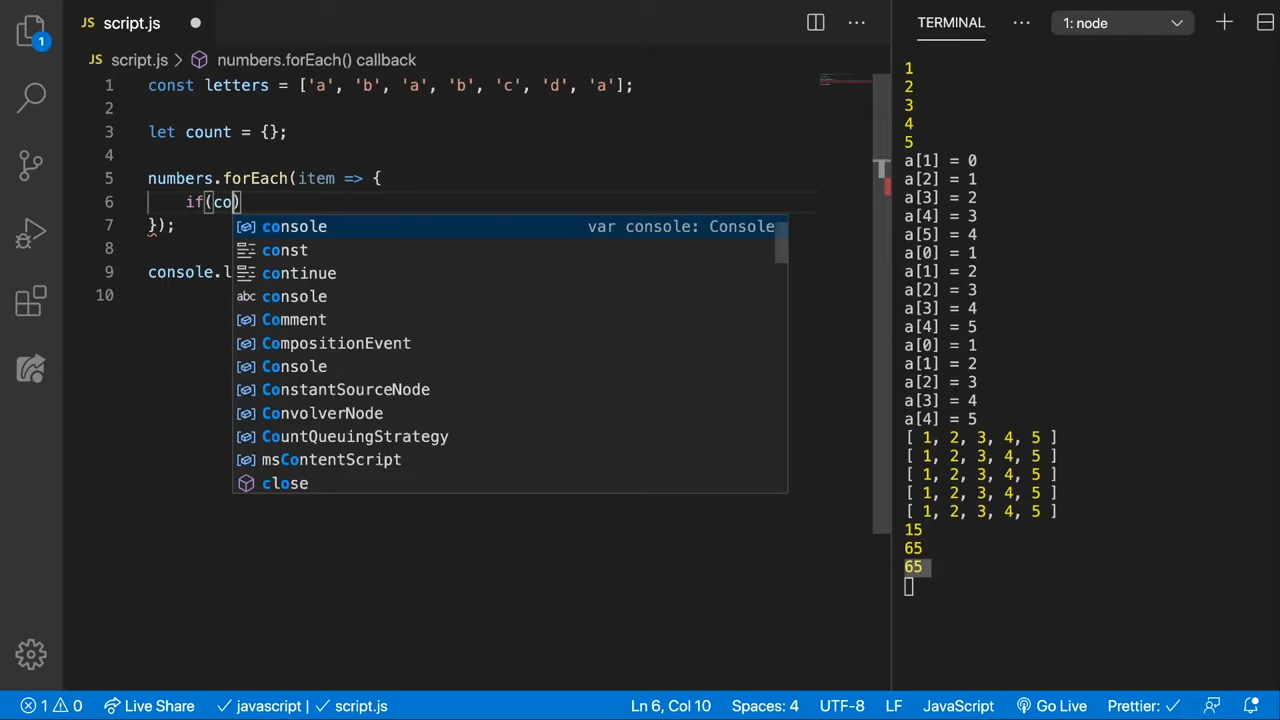 JS script.js ● ···
JS script.js > numbers.forEach() callback
1 const letters = ['a', 'b', 'a', 'b', 'c', 'd', 'a'];
2
3 let count = {};
4
5 numbers.forEach(item => {
6 if(co)
7 });
8
9 console.l
10
console var console: Console
const
continue
abc console
Comment
CompositionEvent
Console
ConstantSourceNode
ConvolverNode
CountQueuingStrategy
msContentScript
close
TERMINAL ··· 1: node
1
2
3
4
5
a[1] = 0
a[2] = 1
a[3] = 2
a[4] = 3
a[5] = 4
a[0] = 1
a[1] = 2
a[2] = 3
a[3] = 4
a[4] = 5
a[0] = 1
a[1] = 2
a[2] = 3
a[3] = 4
a[4] = 5
[ 1, 2, 3, 4, 5 ]
[ 1, 2, 3, 4, 5 ]
[ 1, 2, 3, 4, 5 ]
[ 1, 2, 3, 4, 5 ]
[ 1, 2, 3, 4, 5 ]
15
65
65
1
1 0 Live Share ✓ javascript | ✓ script.js Ln 6, Col 10 Spaces: 4 UTF-8 LF JavaScript Go Live Prettier: ✓